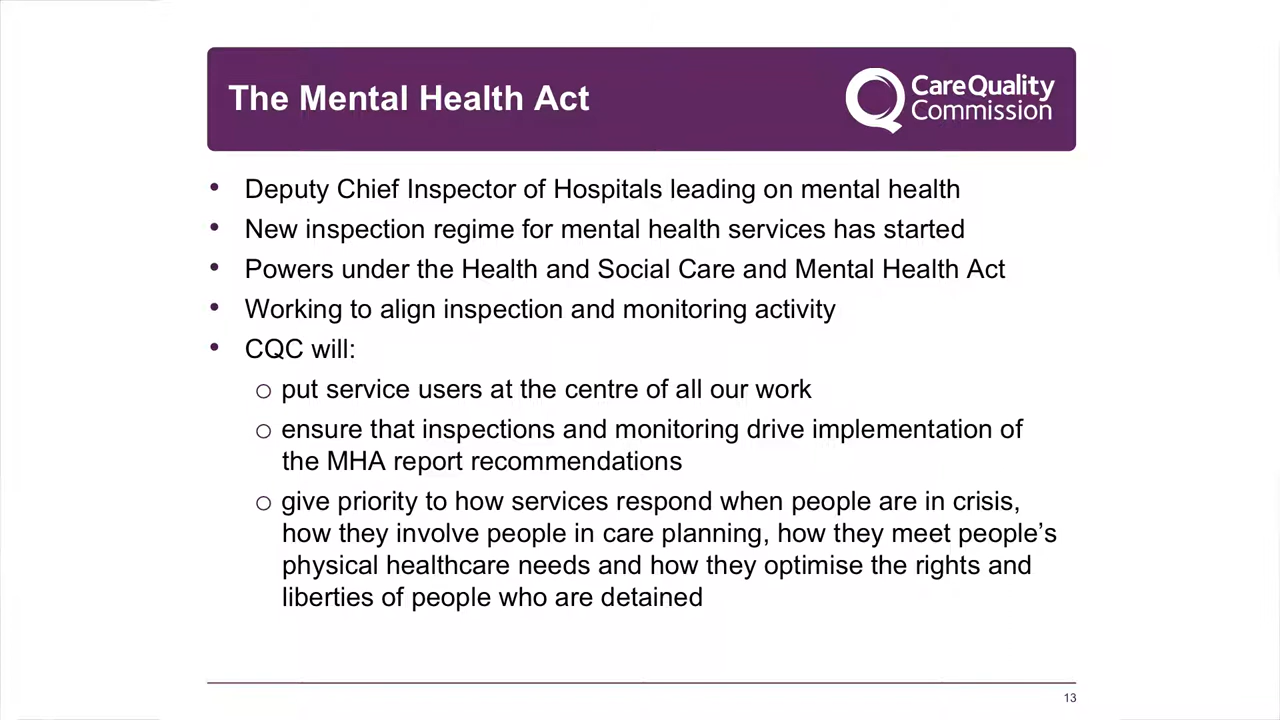 The Mental Health Act
CareQuality
Commission
• Deputy Chief Inspector of Hospitals leading on mental health
• New inspection regime for mental health services has started
• Powers under the Health and Social Care and Mental Health Act
• Working to align inspection and monitoring activity
• CQC will:
o put service users at the centre of all our work
o ensure that inspections and monitoring drive implementation of
the MHA report recommendations
o give priority to how services respond when people are in crisis,
how they involve people in care planning, how they meet people’s
physical healthcare needs and how they optimise the rights and
liberties of people who are detained
13